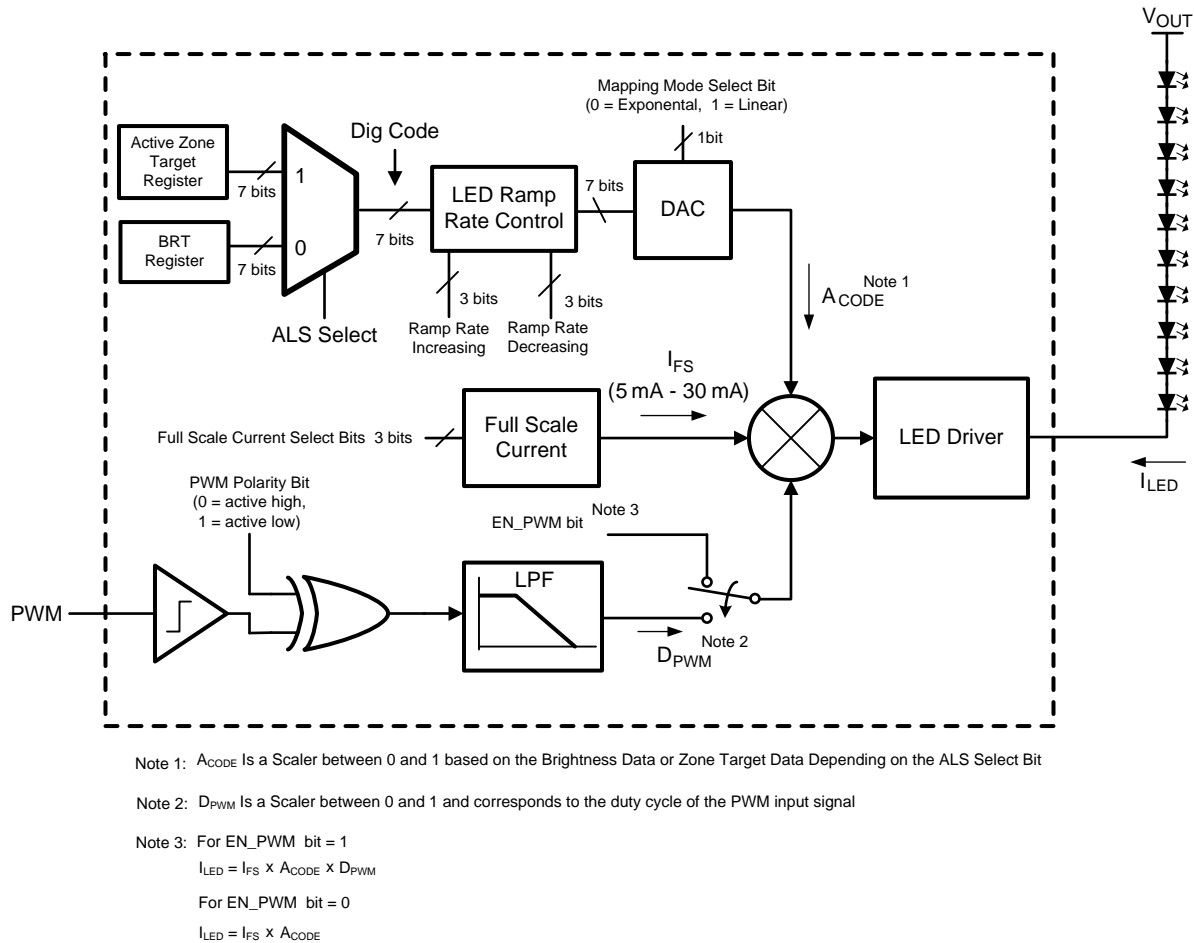 VOUT
Mapping Mode Select Bit
(0 = Exponential, 1 = Linear)
1bit
Dig Code
Active Zone
Target
Register
7 bits
1
BRT
Register
7 bits
0
7 bits
LED Ramp
Rate Control
7 bits
DAC
3 bits
3 bits
ALS Select
Ramp Rate
Increasing
Ramp Rate
Decreasing
ACODE Note 1
IFS
(5 mA - 30 mA)
Full Scale Current Select Bits 3 bits
Full Scale
Current
LED Driver
ILED
PWM Polarity Bit
(0 = active high,
1 = active low)
EN_PWM bit Note 3
PWM
LPF
DPWM Note 2
Note 1: ACODE Is a Scaler between 0 and 1 based on the Brightness Data or Zone Target Data Depending on the ALS Select Bit
Note 2: DPWM Is a Scaler between 0 and 1 and corresponds to the duty cycle of the PWM input signal
Note 3: For EN_PWM bit = 1
ILED = IFS x ACODE x DPWM
For EN_PWM bit = 0
ILED = IFS x ACODE